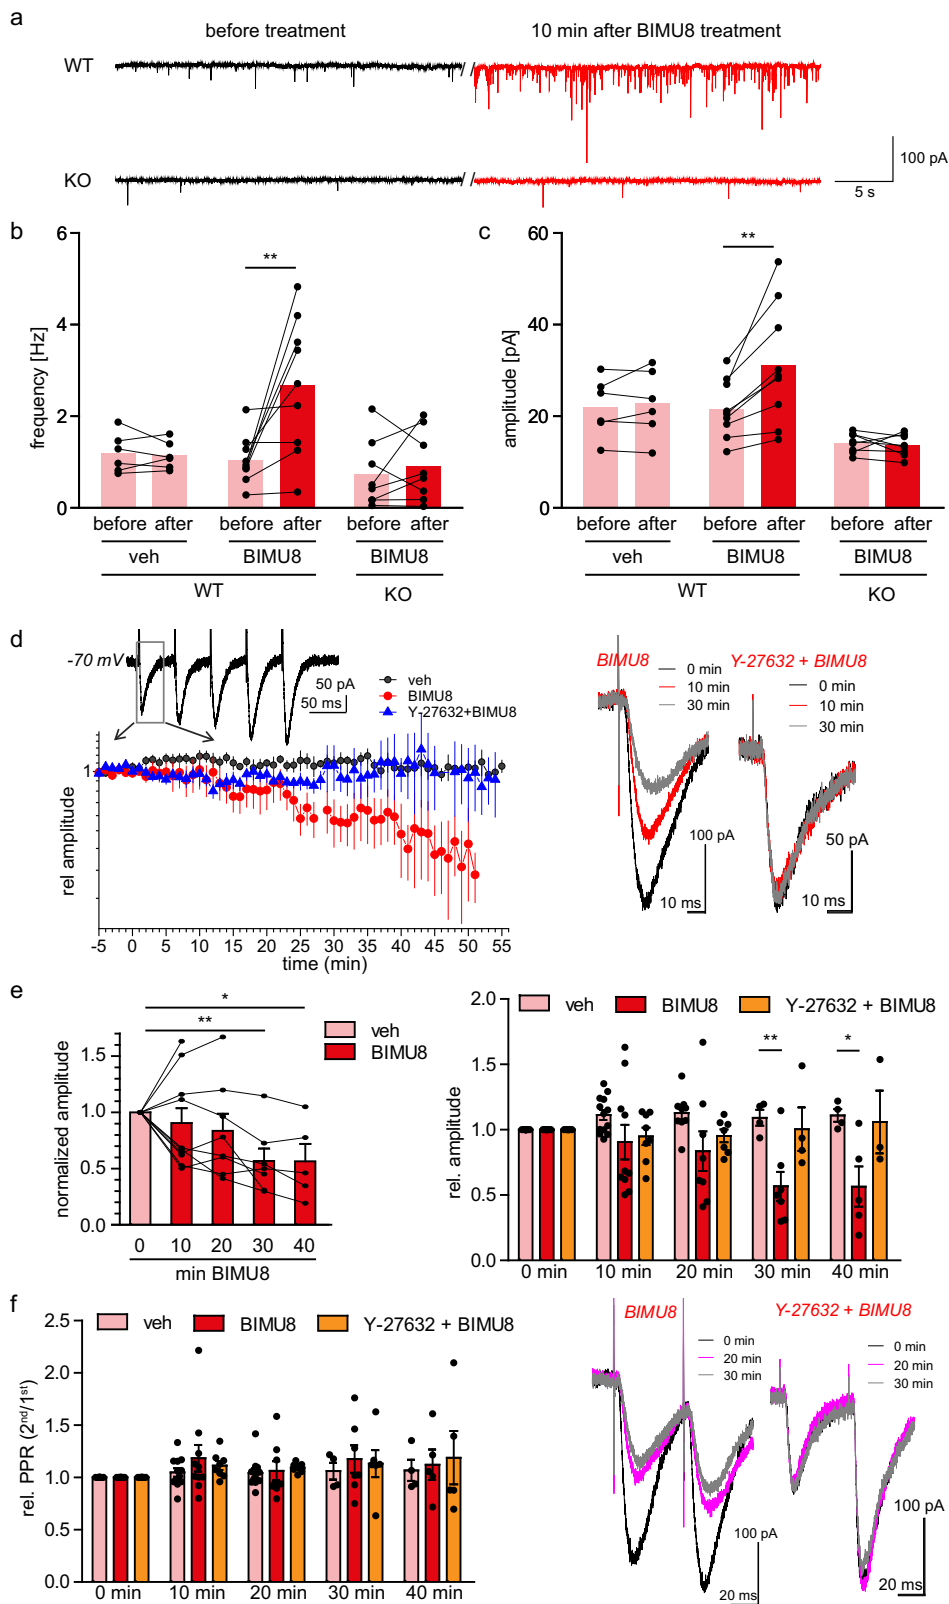 a
before treatment
10 min after BIMU8 treatment
WT
KO
100 pA
5 s
b
6
4
2
0
frequency [Hz]
**
before after before after before after
veh BIMU8 BIMU8
WT KO
c
60
40
20
0
amplitude [pA]
**
before after before after before after
veh BIMU8 BIMU8
WT KO
d
-70 mV
50 pA
50 ms
veh
BIMU8
Y-27632+BIMU8
1
rel amplitude
-5 0 5 10 15 20 25 30 35 40 45 50 55
time (min)
BIMU8
0 min
10 min
30 min
100 pA
10 ms
Y-27632 + BIMU8
0 min
10 min
30 min
50 pA
10 ms
e
*
**
veh
BIMU8
1.5
1.0
0.5
0.0
normalized amplitude
0 10 20 30 40
min BIMU8
veh BIMU8 Y-27632 + BIMU8
2.0
1.5
1.0
0.5
0.0
rel. amplitude
** *
0 min 10 min 20 min 30 min 40 min
f
veh BIMU8 Y-27632 + BIMU8
2.5
2.0
1.5
1.0
0.5
0.0
rel. PPR (2nd/1st)
0 min 10 min 20 min 30 min 40 min
BIMU8
0 min
20 min
30 min
100 pA
20 ms
Y-27632 + BIMU8
0 min
20 min
30 min
100 pA
20 ms